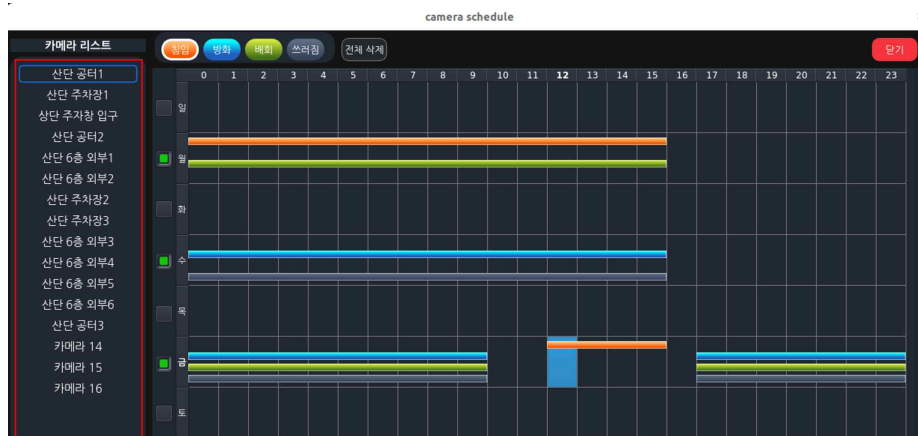 camera schedule
카메라 리스트
침입 방화 배회 쓰러짐 전체 삭제 닫기
산단 공터1
산단 주차장1
상단 주자창 입구
산단 공터2
산단 6층 외부1
산단 6층 외부2
산단 주차장2
산단 주차장3
산단 6층 외부3
산단 6층 외부4
산단 6층 외부5
산단 6층 외부6
산단 공터3
카메라 14
카메라 15
카메라 16
0 1 2 3 4 5 6 7 8 9 10 11 12 13 14 15 16 17 18 19 20 21 22 23
일
월
화
수
목
금
토